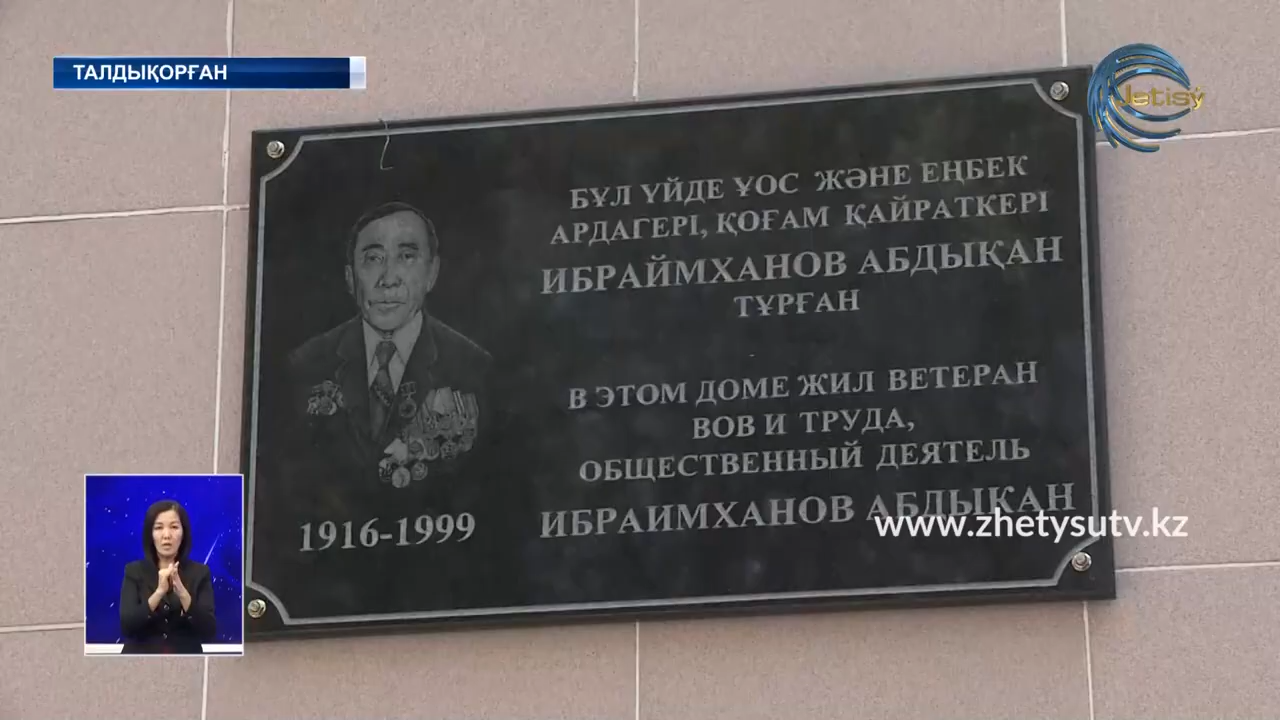 ТАЛДЫҚОРҒАН
Jetisý
БҰЛ ҮЙДЕ ҰОС ЖӘНЕ ЕҢБЕК
АРДАГЕРІ, ҚОҒАМ ҚАЙРАТКЕРІ
ИБРАЙМХАНОВ АБДЫҚАН
ТҰРҒАН
В ЭТОМ ДОМЕ ЖИЛ ВЕТЕРАН
ВОВ И ТРУДА,
ОБЩЕСТВЕННЫЙ ДЕЯТЕЛЬ
ИБРАИМХАНОВ АБДЫҚАН
1916-1999
www.zhetysutv.kz